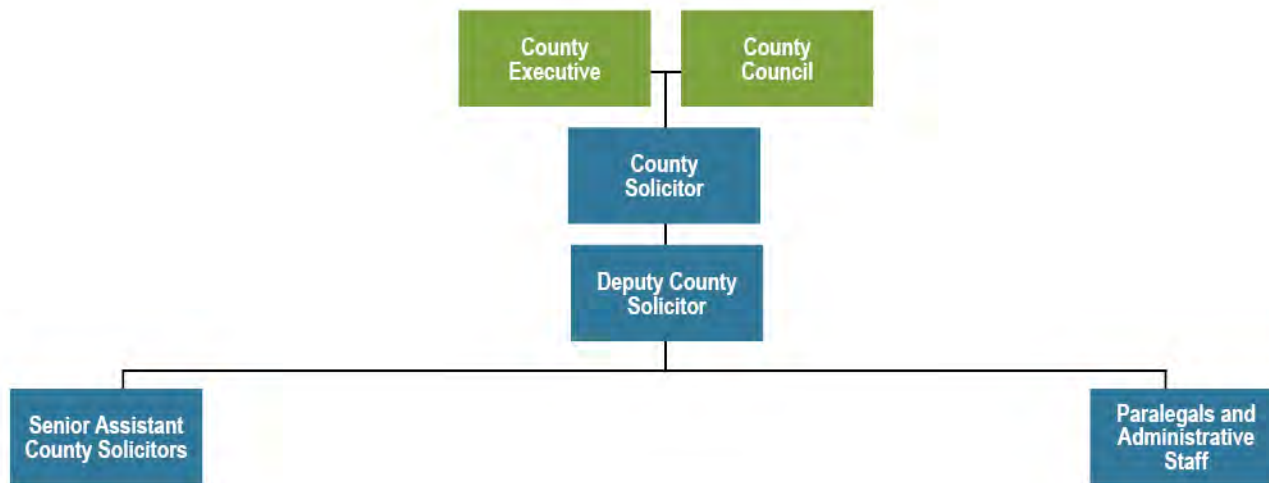 County
Executive
County
Council
County
Solicitor
Deputy County
Solicitor
Senior Assistant
County Solicitors
Paralegals and
Administrative
Staff